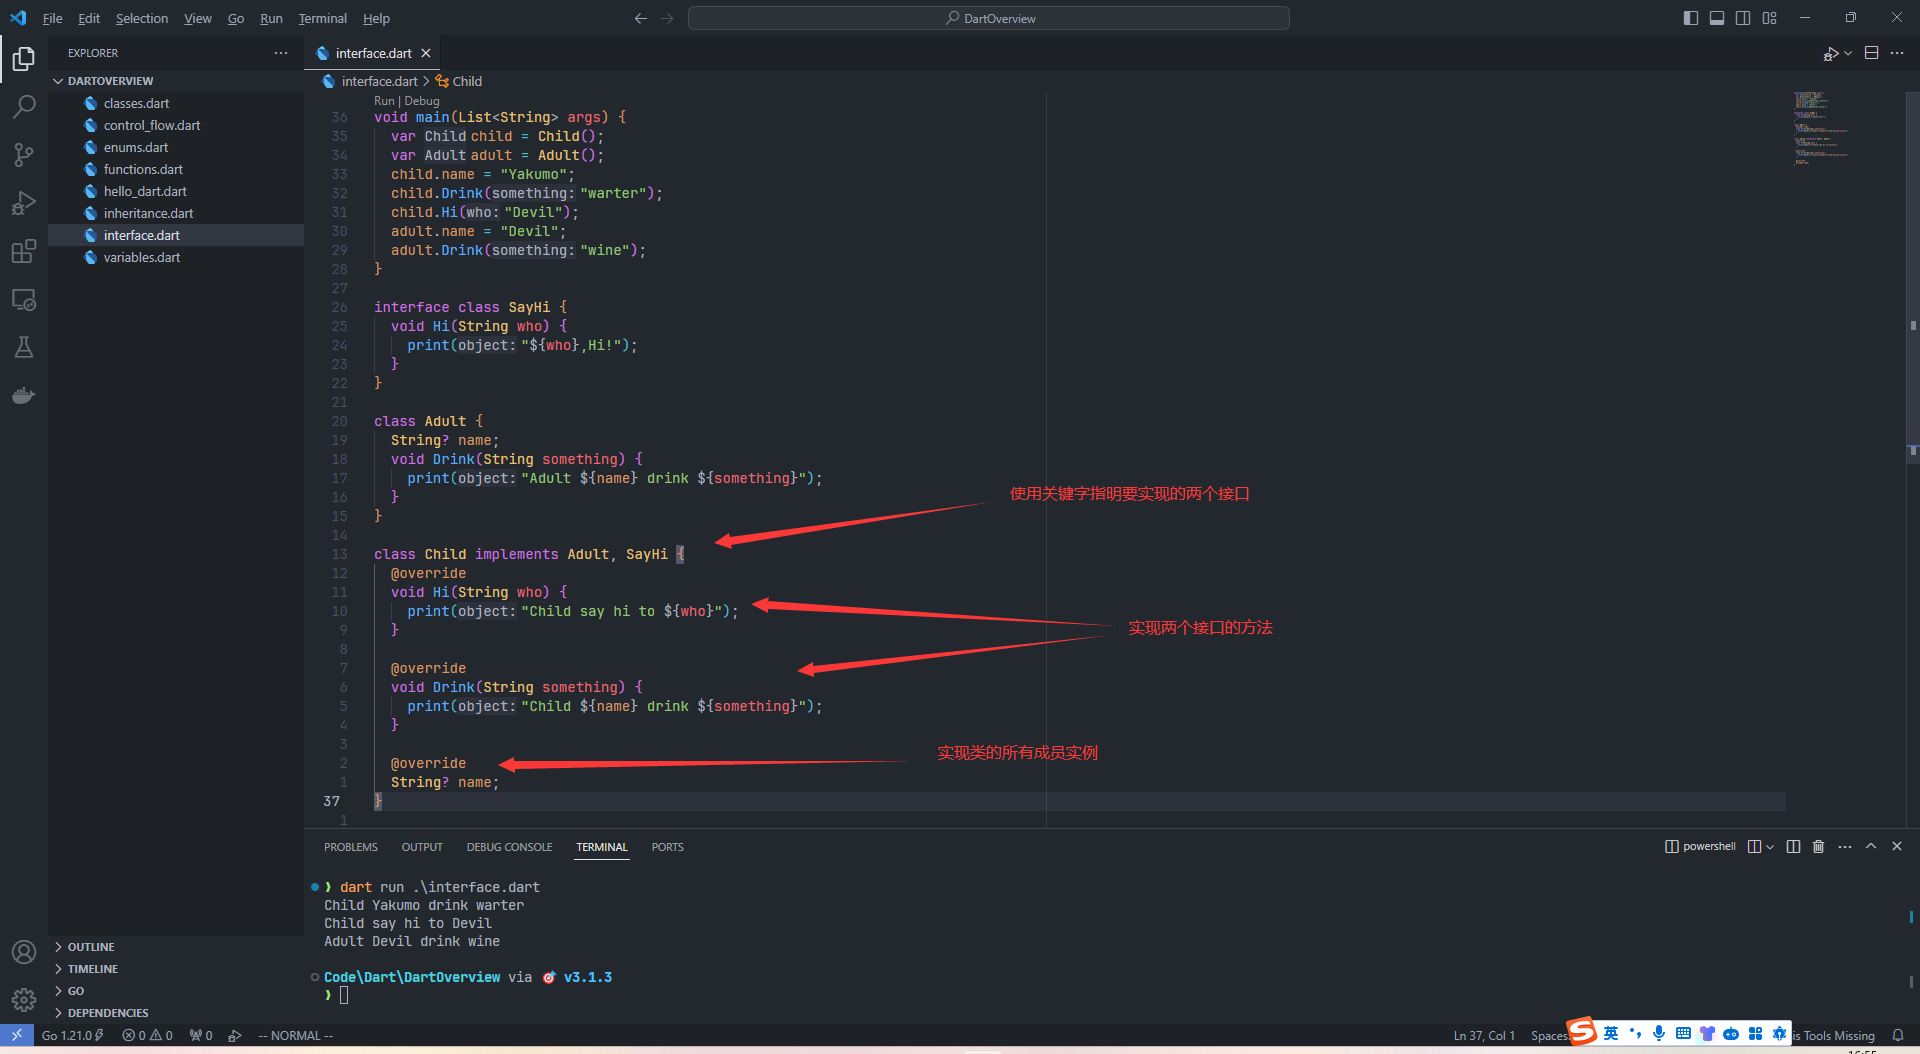 File Edit Selection View Go Run Terminal Help
DartOverview
EXPLORER
interface.dart
DARTOVERVIEW
interface.dart > Child
classes.dart
control_flow.dart
enums.dart
functions.dart
hello_dart.dart
inheritance.dart
interface.dart
variables.dart
Run | Debug
36 void main(List<String> args) {
35 var Child child = Child();
34 var Adult adult = Adult();
33 child.name = "Yakumo";
32 child.Drink(something: "warter");
31 child.Hi(who: "Devil");
30 adult.name = "Devil";
29 adult.Drink(something: "wine");
28 }
27
26 interface class SayHi {
25 void Hi(String who) {
24 print(object: "${who},Hi!");
23 }
22 }
21
20 class Adult {
19 String? name;
18 void Drink(String something) {
17 print(object: "Adult ${name} drink ${something}");
16 }
15 }
使用关键字指明要实现的两个接口
14
13 class Child implements Adult, SayHi {
12 @override
11 void Hi(String who) {
10 print(object: "Child say hi to ${who}");
9 }
实现两个接口的方法
8
7 @override
6 void Drink(String something) {
5 print(object: "Child ${name} drink ${something}");
4 }
3
实现类的所有成员实例
2 @override
1 String? name;
37 }
1
PROBLEMS OUTPUT DEBUG CONSOLE TERMINAL PORTS
powershell
❯ dart run .\interface.dart
Child Yakumo drink warter
Child say hi to Devil
Adult Devil drink wine
Code\Dart\DartOverview via 🎯 v3.1.3
❯
OUTLINE
TIMELINE
GO
DEPENDENCIES
Go 1.21.0 0 0 0 -- NORMAL --
Ln 37, Col 1 Spaces: S 英 is Tools Missing